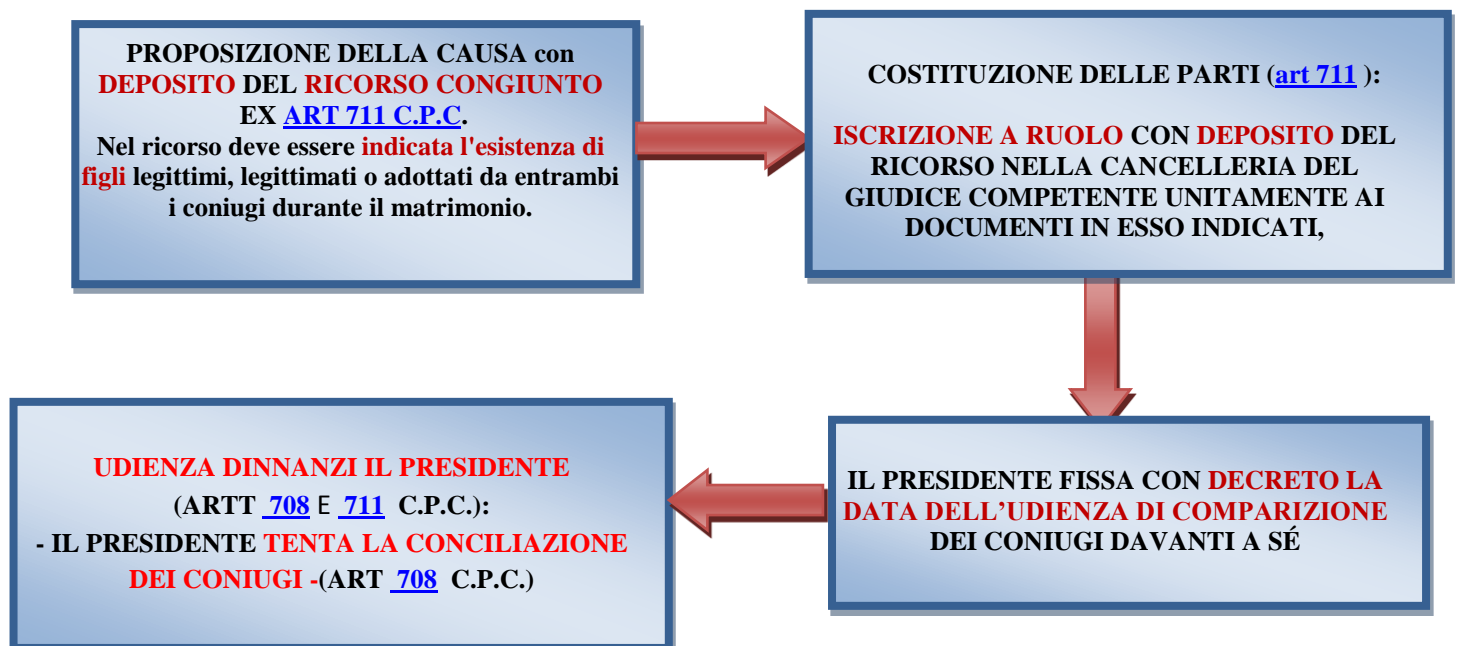 PROPOSIZIONE DELLA CAUSA con
DEPOSITO DEL RICORSO CONGIUNTO
EX ART 711 C.P.C.
Nel ricorso deve essere indicata l'esistenza di
figli legittimi, legittimati o adottati da entrambi
i coniugi durante il matrimonio.
COSTITUZIONE DELLE PARTI (art 711 ):
ISCRIZIONE A RUOLO CON DEPOSITO DEL
RICORSO NELLA CANCELLERIA DEL
GIUDICE COMPETENTE UNITAMENTE AI
DOCUMENTI IN ESSO INDICATI,
IL PRESIDENTE FISSA CON DECRETO LA
DATA DELL’UDIENZA DI COMPARIZIONE
DEI CONIUGI DAVANTI A SÉ
UDIENZA DINNANZI IL PRESIDENTE
(ARTT 708 E 711 C.P.C.):
- IL PRESIDENTE TENTA LA CONCILIAZIONE
DEI CONIUGI -(ART 708 C.P.C.)